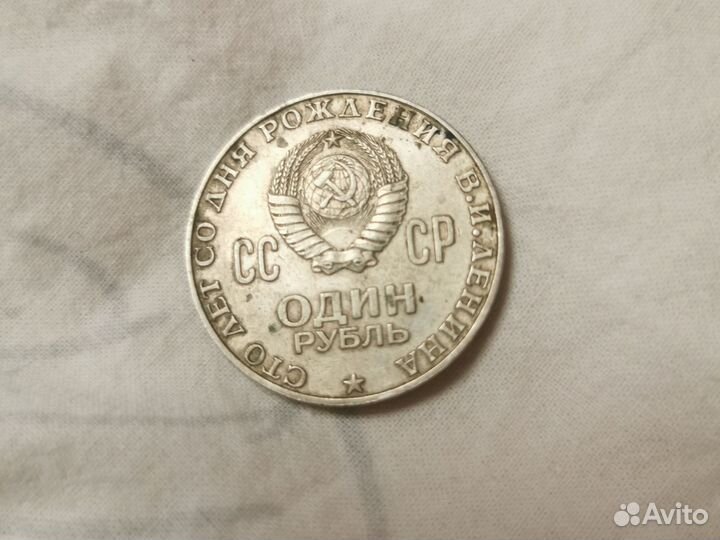 СТО ЛЕТ СО ДНЯ РОЖДЕНИЯ В.И.ЛЕНИНА
СС СР
ОДИН
РУБЛЬ
Avito